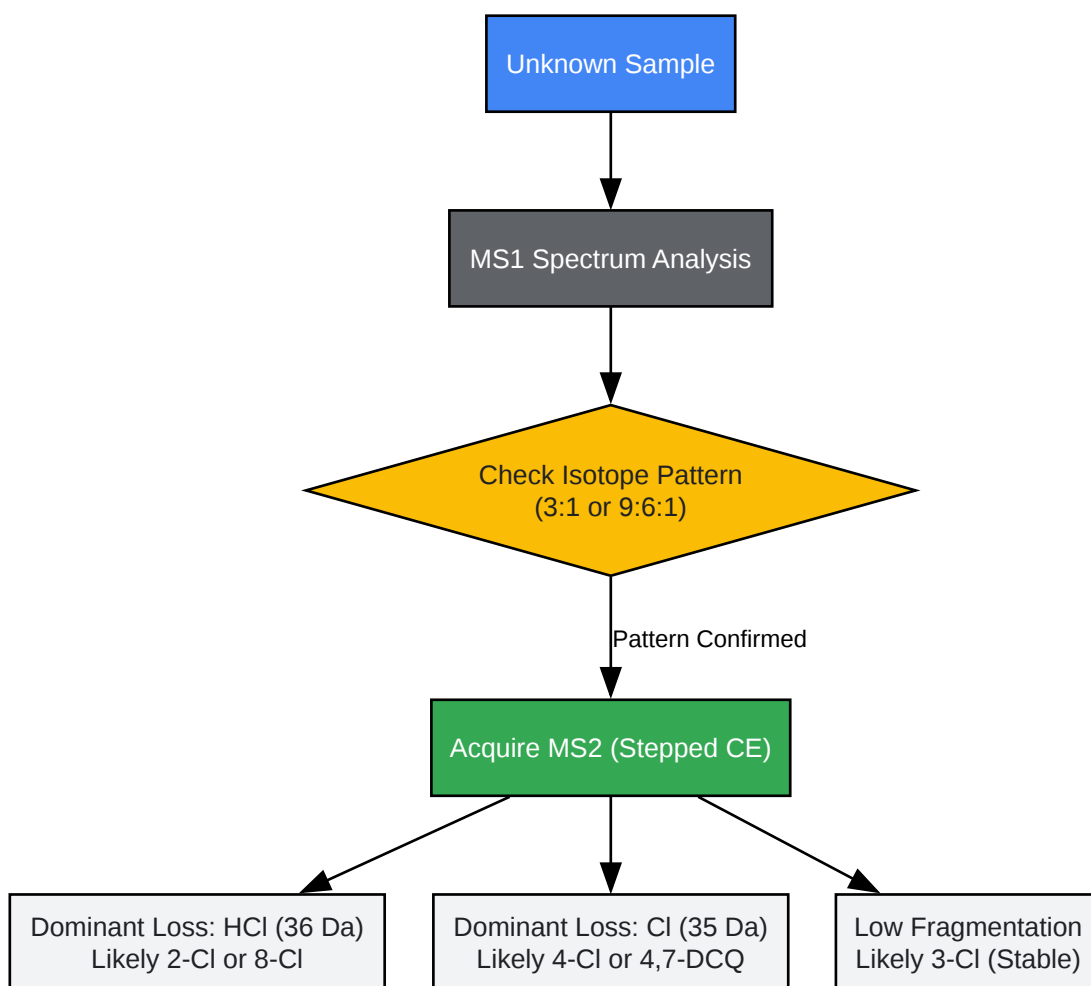 Unknown Sample
MS1 Spectrum Analysis
Check Isotope Pattern
(3:1 or 9:6:1)
Pattern Confirmed
Acquire MS2 (Stepped CE)
Dominant Loss: HCl (36 Da)
Likely 2-Cl or 8-Cl
Dominant Loss: Cl (35 Da)
Likely 4-Cl or 4,7-DCQ
Low Fragmentation
Likely 3-Cl (Stable)